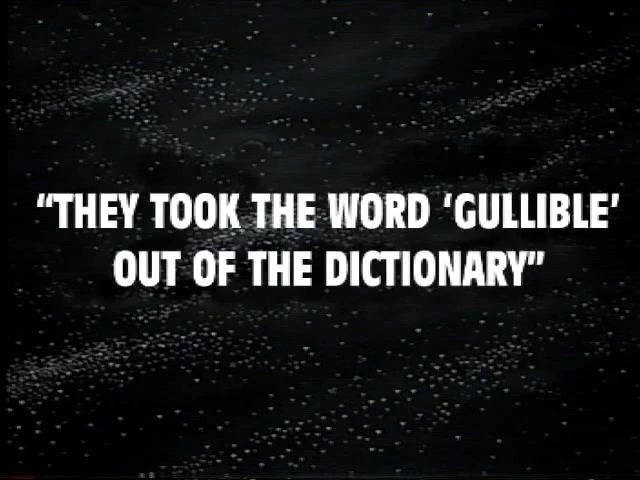 “THEY TOOK THE WORD ‘GULLIBLE’
OUT OF THE DICTIONARY”